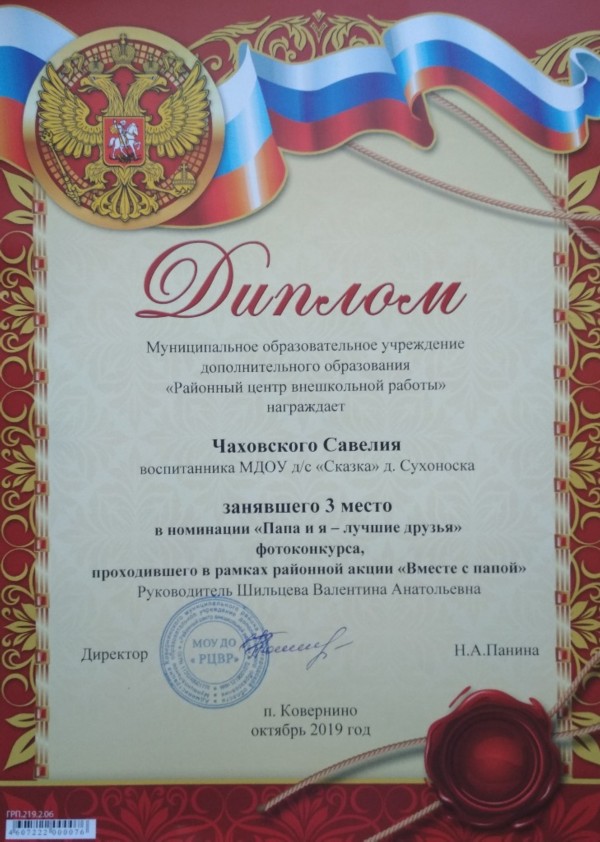 Диплом
Муниципальное образовательное учреждение
дополнительного образования
«Районный центр внешкольной работы»
награждает
Чаховского Савелия
воспитанника МДОУ д/с «Сказка» д. Сухоноска
занявшего 3 место
в номинации «Папа и я – лучшие друзья»
фотоконкурса,
проходившего в рамках районной акции «Вместе с папой»
Руководитель Шильцева Валентина Анатольевна
МОУ ДО
« РЦВР»
Директор
Н.А.Панина
п. Ковернино
октябрь 2019 год
ГРП.219.2.06